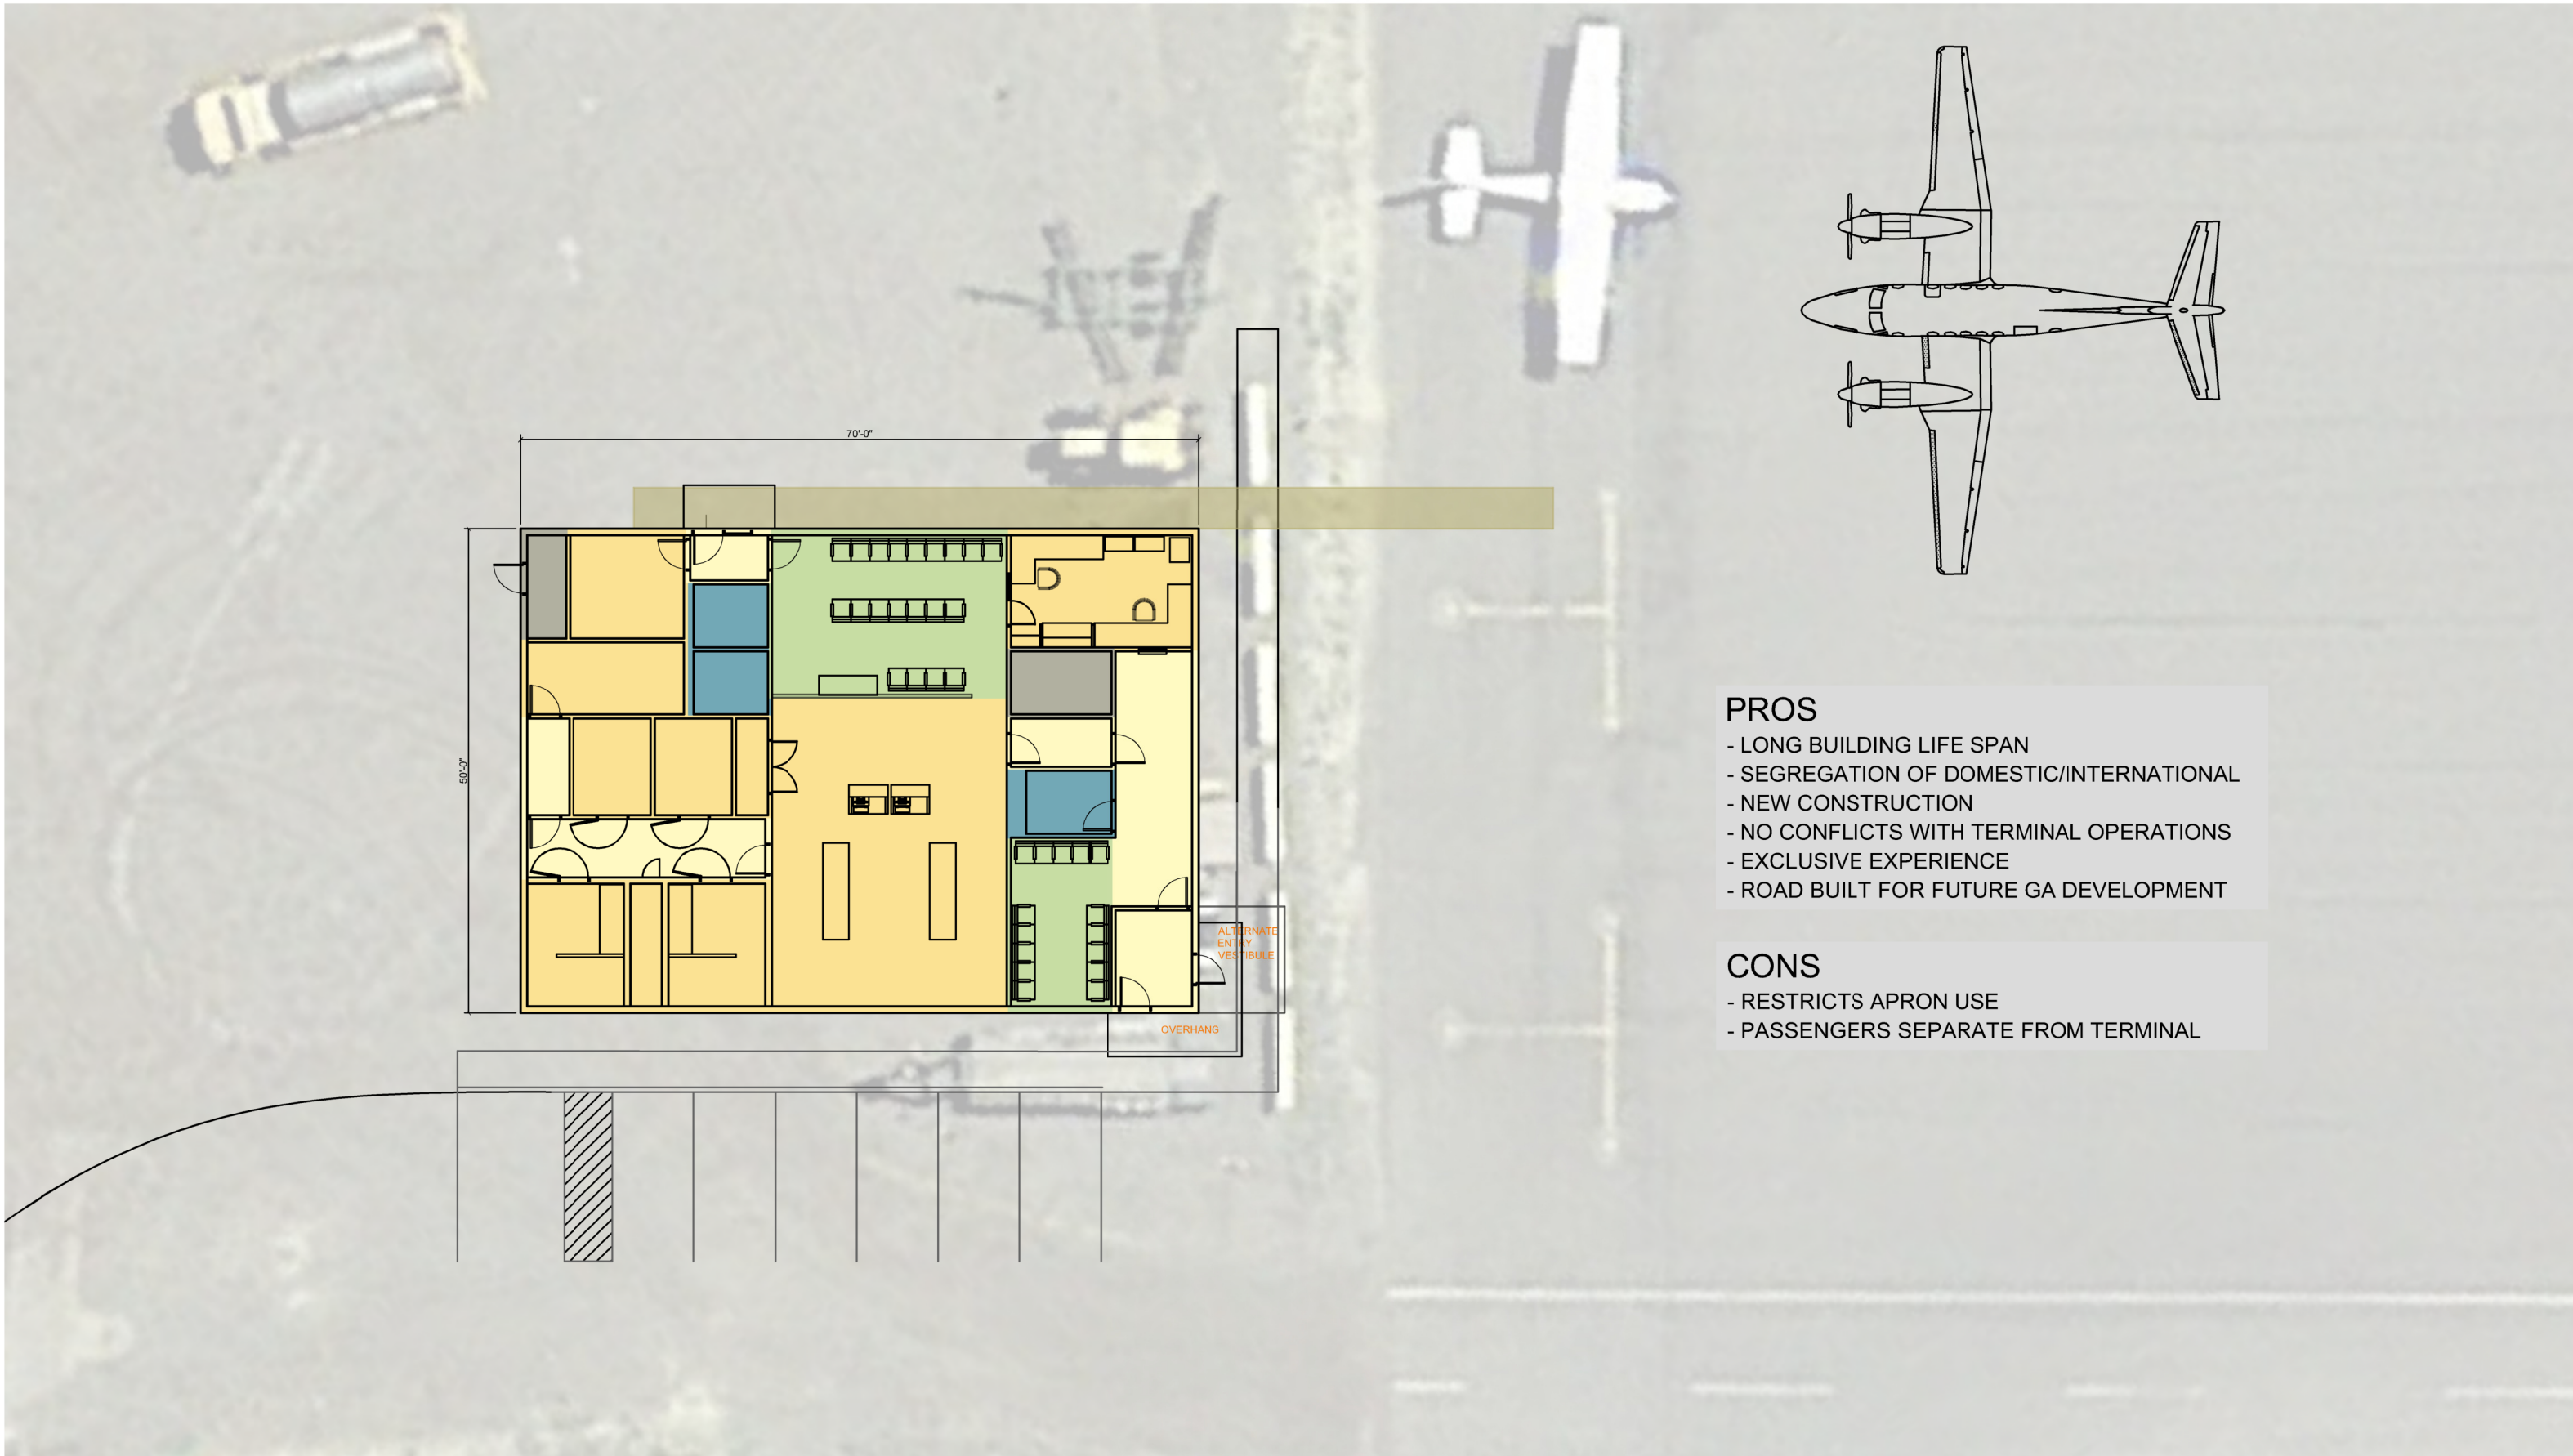 70'-0"
50'-0"
PROS
- LONG BUILDING LIFE SPAN
- SEGREGATION OF DOMESTIC/INTERNATIONAL
- NEW CONSTRUCTION
- NO CONFLICTS WITH TERMINAL OPERATIONS
- EXCLUSIVE EXPERIENCE
- ROAD BUILT FOR FUTURE GA DEVELOPMENT
ALTERNATE
ENTRY
VESTIBULE
OVERHANG
CONS
- RESTRICTS APRON USE
- PASSENGERS SEPARATE FROM TERMINAL